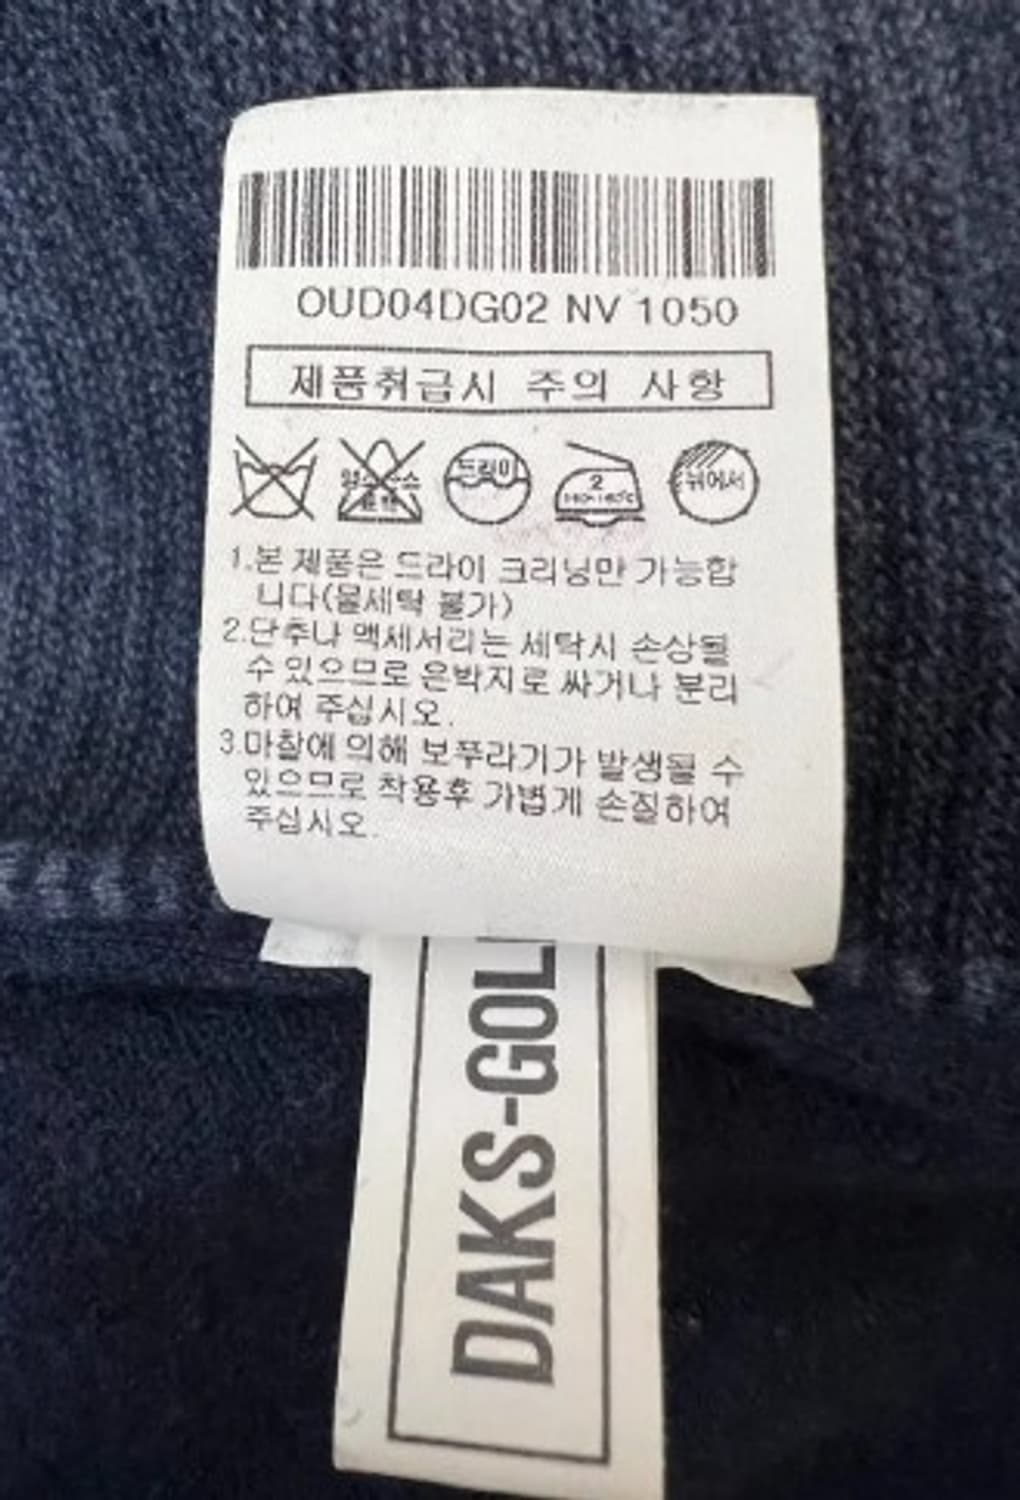 OUD04DG02 NV 1050
제품취급시 주의 사항
드라이
2
뉘어서
1.본 제품은 드라이 크리닝만 가능합
니다(물세탁 불가)
2.단추나 액세서리는 세탁시 손상될
수 있으므로 은박지로 싸거나 분리
하여 주십시오.
3.마찰에 의해 보푸라기가 발생될 수
있으므로 착용후 가볍게 손질하여
주십시오.
DAKS-GOL